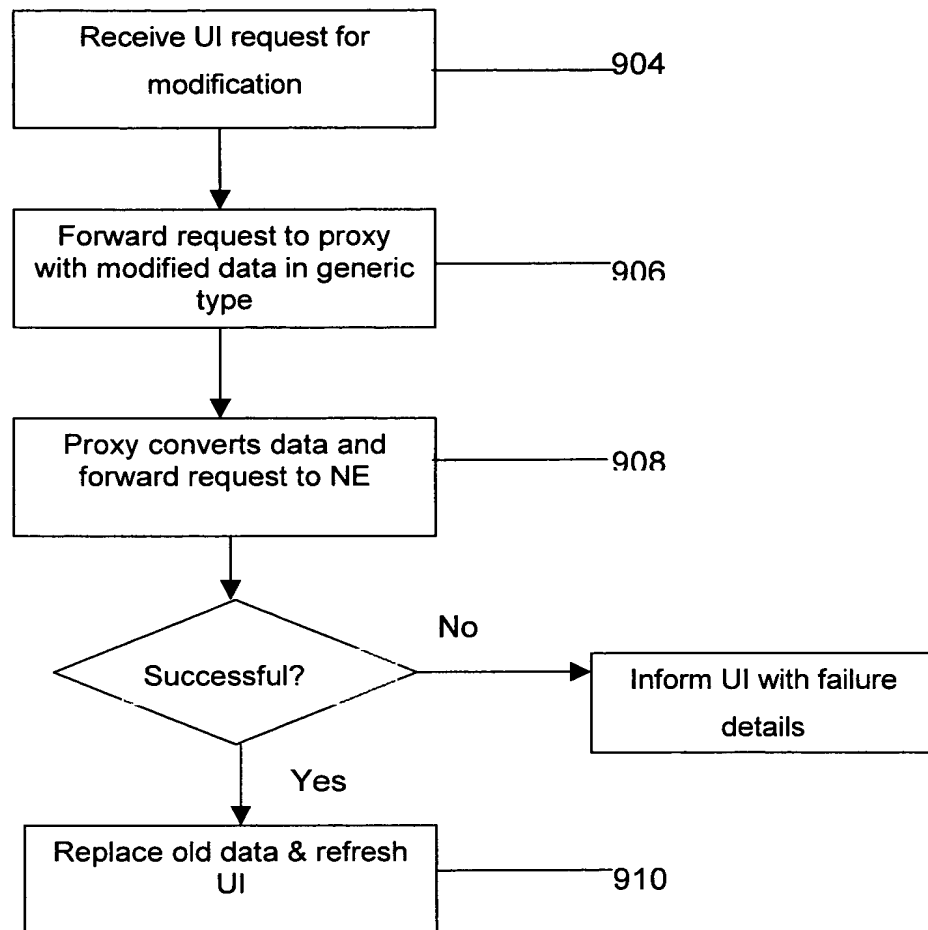 Receive UI request for
modification
904
Forward request to proxy
with modified data in generic
type
906
Proxy converts data and
forward request to NE
908
No
Successful?
Inform UI with failure
details
Yes
Replace old data & refresh
UI
910